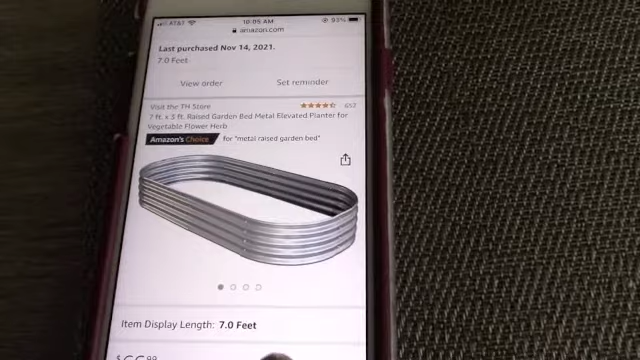 AT&T
10:05 AM
93%
amazon.com
Last purchased Nov 14, 2021.
7.0 Feet
View order
Set reminder
Visit the TH Store
7 ft. x 3 ft. Raised Garden Bed Metal Elevated Planter for
Vegetable Flower Herb
Amazon's Choice for "metal raised garden bed"
Item Display Length: 7.0 Feet